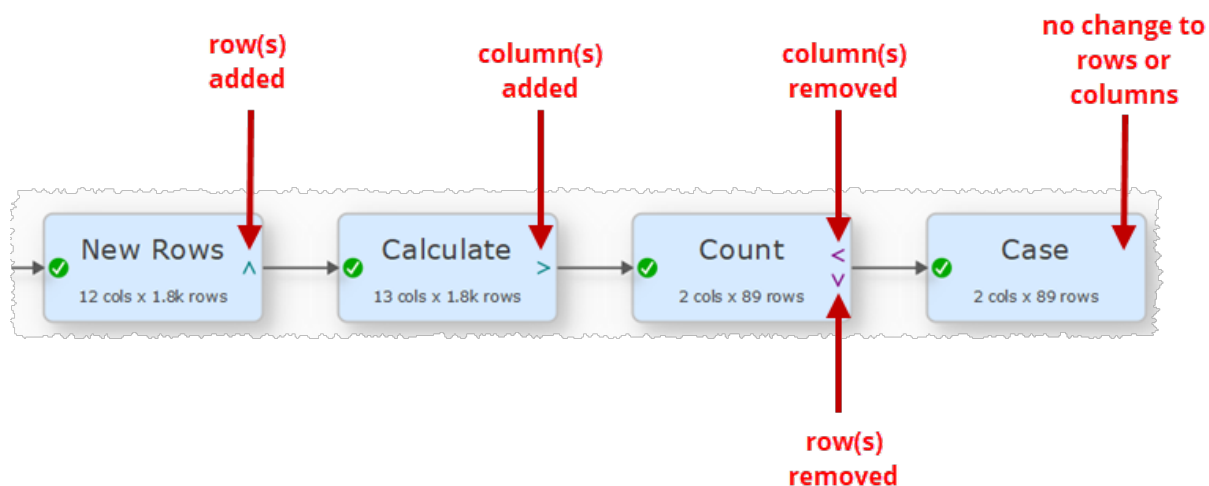 row(s)
added
column(s)
added
column(s)
removed
no change to
rows or
columns
New Rows
^
12 cols x 1.8k rows
Calculate
>
13 cols x 1.8k rows
Count
<
v
2 cols x 89 rows
Case
2 cols x 89 rows
row(s)
removed